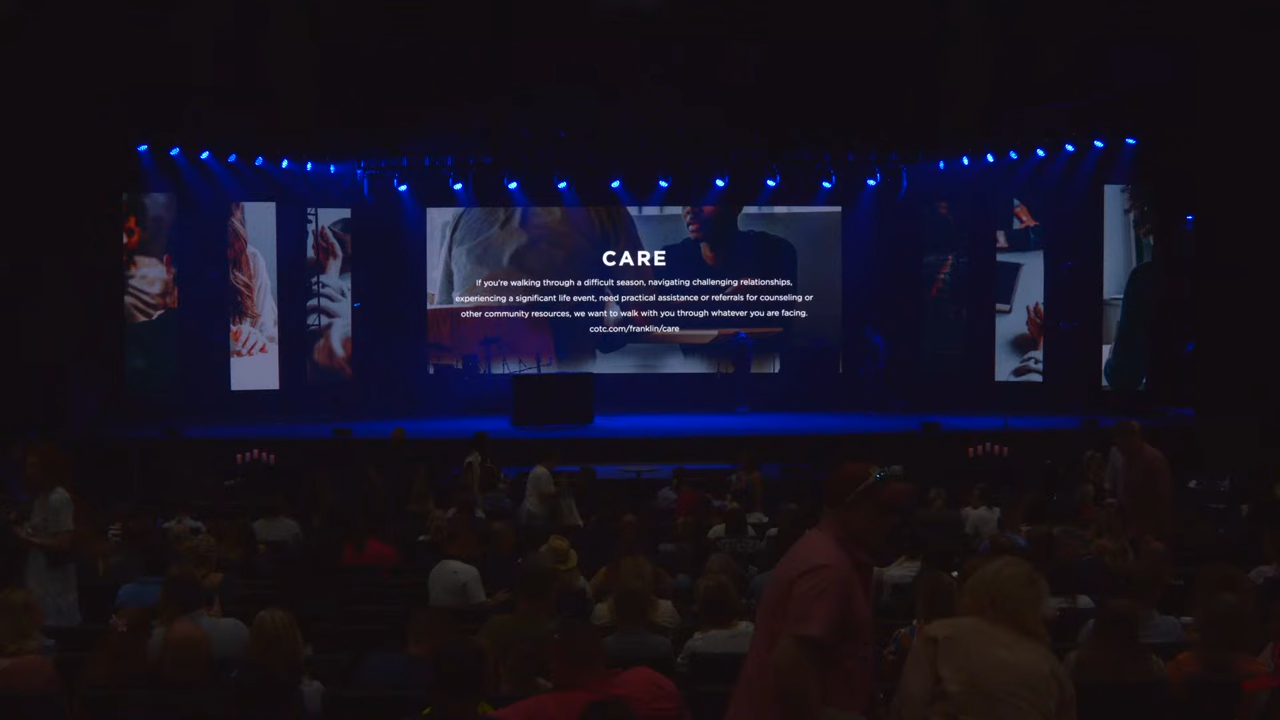 CARE
If you're walking through a difficult season, navigating challenging relationships,
experiencing a significant life event, need practical assistance or referrals for counseling or
other community resources, we want to walk with you through whatever you are facing.
cotc.com/franklin/care